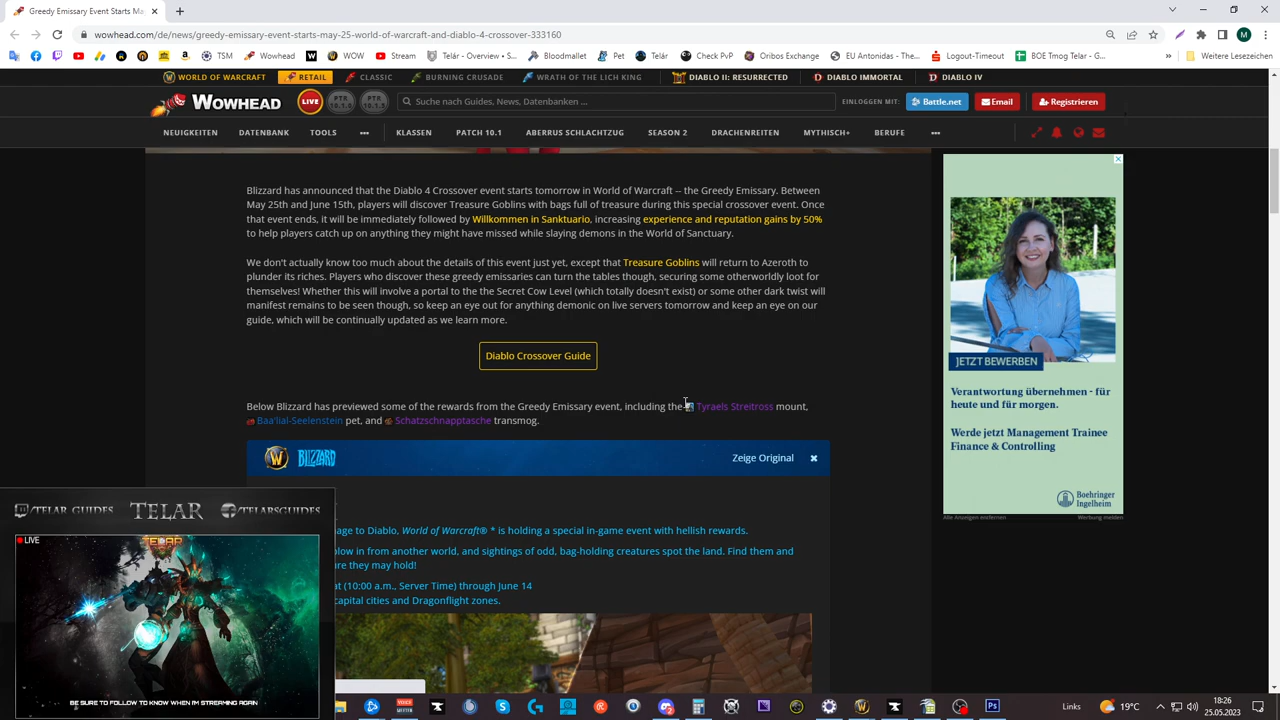 Greedy Emissary Event Starts Ma
wowhead.com/de/news/greedy-emissary-event-starts-may-25-world-of-warcraft-and-diablo-4-crossover-333160
M
YouTube
TSM
Wowhead
WOW
Stream
Telár - Overview • S...
Bloodmallet
Pet
Telár
Check PvP
Oribos Exchange
EU Antonidas - The ...
Logout-Timeout
BOE Tmog Telár - G...
»
Weitere Lesezeichen
WORLD OF WARCRAFT
RETAIL
CLASSIC
BURNING CRUSADE
WRATH OF THE LICH KING
DIABLO II: RESURRECTED
DIABLO IMMORTAL
DIABLO IV
WOWHEAD
LIVE
PTR
PTR
Suche nach Guides, News, Datenbanken ...
EINLOGGEN MIT:
Battle.net
Email
Registrieren
NEUIGKEITEN
DATENBANK
TOOLS
•••
KLASSEN
PATCH 10.1
ABERRUS SCHLACHTZUG
SEASON 2
DRACHENREITEN
MYTHISCH+
BERUFE
•••
Blizzard has announced that the Diablo 4 Crossover event starts tomorrow in World of Warcraft -- the Greedy Emissary. Between
May 25th and June 15th, players will discover Treasure Goblins with bags full of treasure during this special crossover event. Once
that event ends, it will be immediately followed by Willkommen in Sanktuario, increasing experience and reputation gains by 50%
to help players catch up on anything they might have missed while slaying demons in the World of Sanctuary.
We don't actually know too much about the details of this event just yet, except that Treasure Goblins will return to Azeroth to
plunder its riches. Players who discover these greedy emissaries can turn the tables though, securing some otherworldly loot for
themselves! Whether this will involve a portal to the the Secret Cow Level (which totally doesn't exist) or some other dark twist will
manifest remains to be seen though, so keep an eye out for anything demonic on live servers tomorrow and keep an eye on our
guide, which will be continually updated as we learn more.
Diablo Crossover Guide
Below Blizzard has previewed some of the rewards from the Greedy Emissary event, including the Tyraels Streitross mount,
Baa'lial-Seelenstein pet, and Schatzschnapptasche transmog.
BLIZZARD
Zeige Original
age to Diablo, World of Warcraft® * is holding a special in-game event with hellish rewards.
low in from another world, and sightings of odd, bag-holding creatures spot the land. Find them and
ure they may hold!
at (10:00 a.m., Server Time) through June 14
capital cities and Dragonflight zones.
JETZT BEWERBEN
Verantwortung übernehmen - für
heute und für morgen.
Werde jetzt Management Trainee
Finance & Controlling
Boehringer
Ingelheim
Alle Anzeigen entfernen
Werbung melden
/TELAR_GUIDES
TELAR
/TELARSGUIDES
LIVE
TELAR
BE SURE TO FOLLOW TO KNOW WHEN I'M STREAMING AGAIN
Links
19°C
18:26
25.05.2023